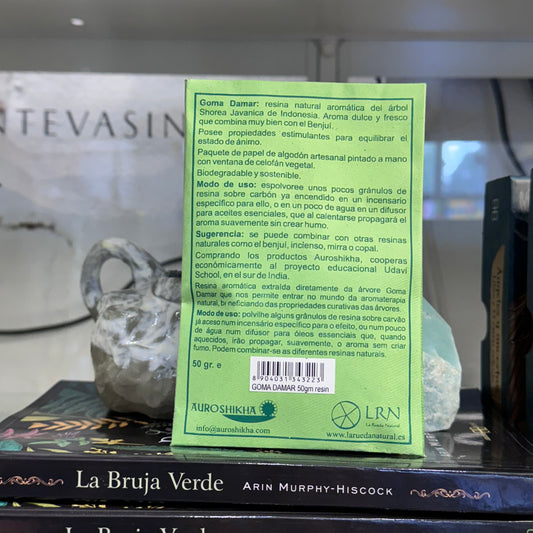 NTEVASIN
Goma Damar: resina natural aromática del árbol
Shorea Javanica de Indonesia. Aroma dulce y fresco
que combina muy bien con el Benjuí.
Posee propiedades estimulantes para equilibrar el
estado de ánimo.
Paquete de papel de algodón artesanal pintado a mano
con ventana de celofán vegetal.
Biodegradable y sostenible.
Modo de uso: espolvoree unos pocos gránulos de
resina sobre carbón ya encendido en un incensario
específico para ello, o en un poco de agua en un difusor
para aceites esenciales, que al calentarse propagará el
aroma suavemente sin crear humo.
Sugerencia: se puede combinar con otras resinas
naturales como el benjuí, incienso, mirra o copal.
Comprando los productos Auroshikha, cooperas
económicamente al proyecto educacional Udavi
School, en el sur de India.
Resina aromática extraída diretamente da árvore Goma
Damar que nos permite entrar no mundo da aromaterapia
natural, beneficiando das propriedades curativas das árvores.
Modo de uso: polvilhe alguns grânulos de resina sobre carvão
já aceso num incensário específico para o efeito, ou num pouco
de água num difusor para óleos essenciais que, quando
aquecidos, irão propagar, suavemente, o aroma sem criar
fumo. Podem combinar-se as diferentes resinas naturais.
50 gr. e
8 904031 343223
GOMA DAMAR 50gm resin
AUROSHIKHA
info@auroshikha.com
LRN
La Rueda Natural
www.laruedanatural.es
La Bruja Verde ARIN MURPHY-HISCOCK